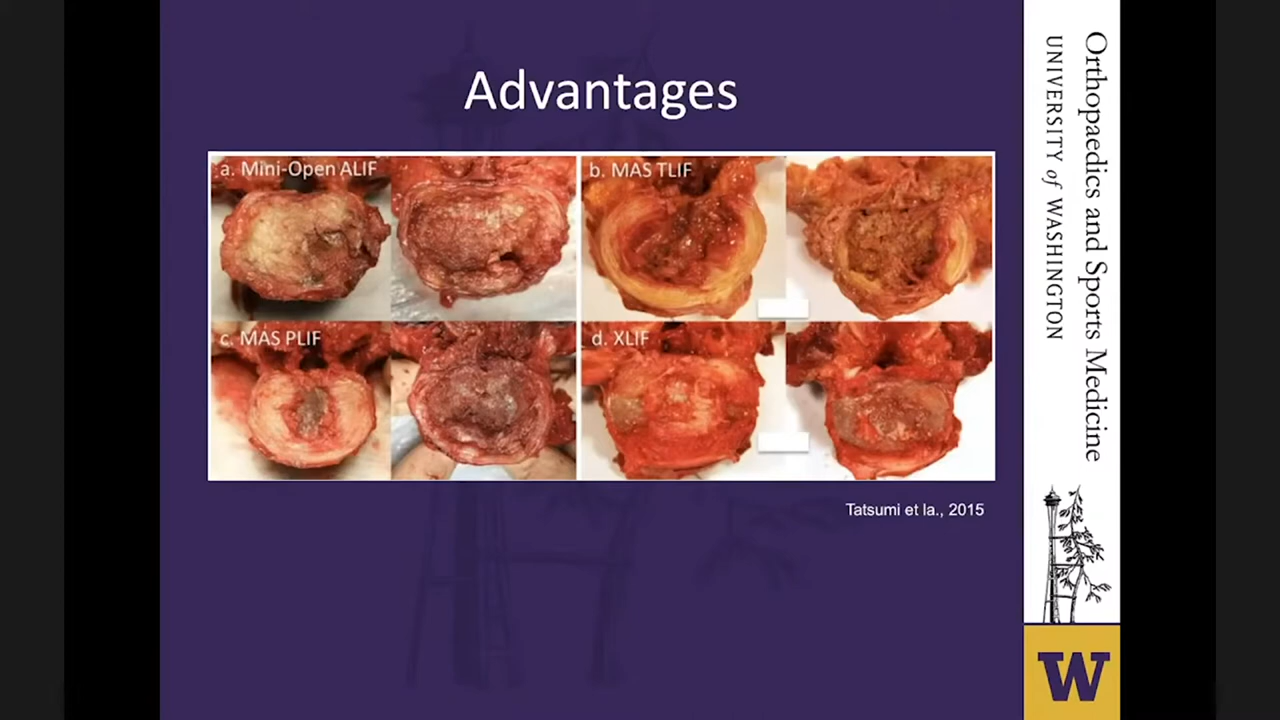 Advantages
a. Mini-Open ALIF
b. MAS TLIF
c. MAS PLIF
d. XLIF
Tatsumi et la., 2015
Orthopaedics and Sports Medicine
UNIVERSITY of WASHINGTON
W